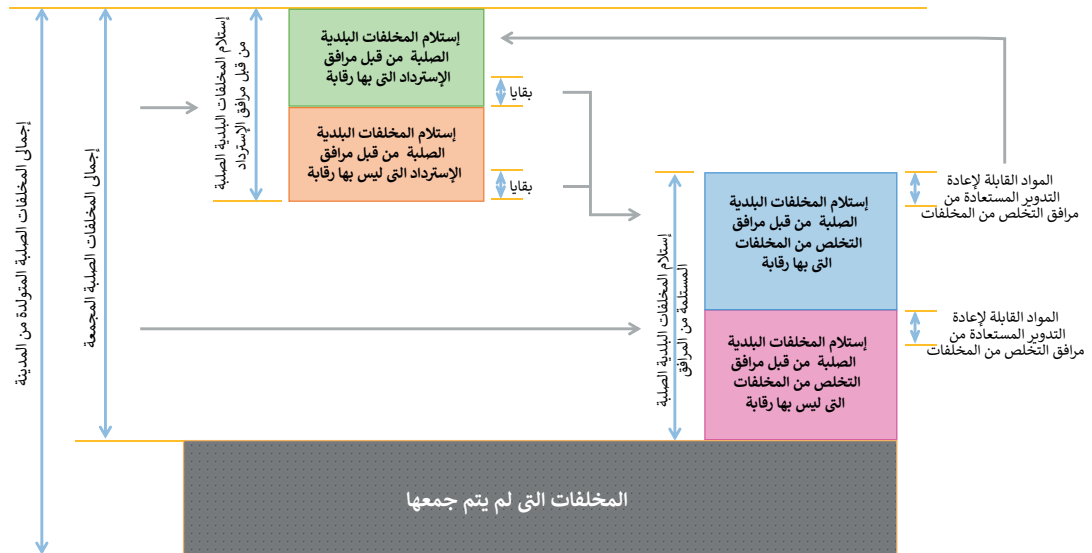 إجمالى المخلفات الصلبة المتولدة من المدينة
إجمالى المخلفات الصلبة المجمعة
إستلام المخلفات البلدية الصلبة
من قبل مرافق الإسترداد
إستلام المخلفات البلدية
الصلبة من قبل مرافق
الإسترداد التى بها رقابة
بقايا
إستلام المخلفات البلدية
الصلبة من قبل مرافق
الإسترداد التى ليس بها رقابة
بقايا
إستلام المخلفات البلدية الصلبة
المستلمة من المرافق
إستلام المخلفات البلدية
الصلبة من قبل مرافق
التخلص من المخلفات
التى بها رقابة
المواد القابلة لإعادة
التدوير المستعادة من
مرافق التخلص من المخلفات
إستلام المخلفات البلدية
الصلبة من قبل مرافق
التخلص من المخلفات
التى ليس بها رقابة
المواد القابلة لإعادة
التدوير المستعادة من
مرافق التخلص من المخلفات
المخلفات التى لم يتم جمعها